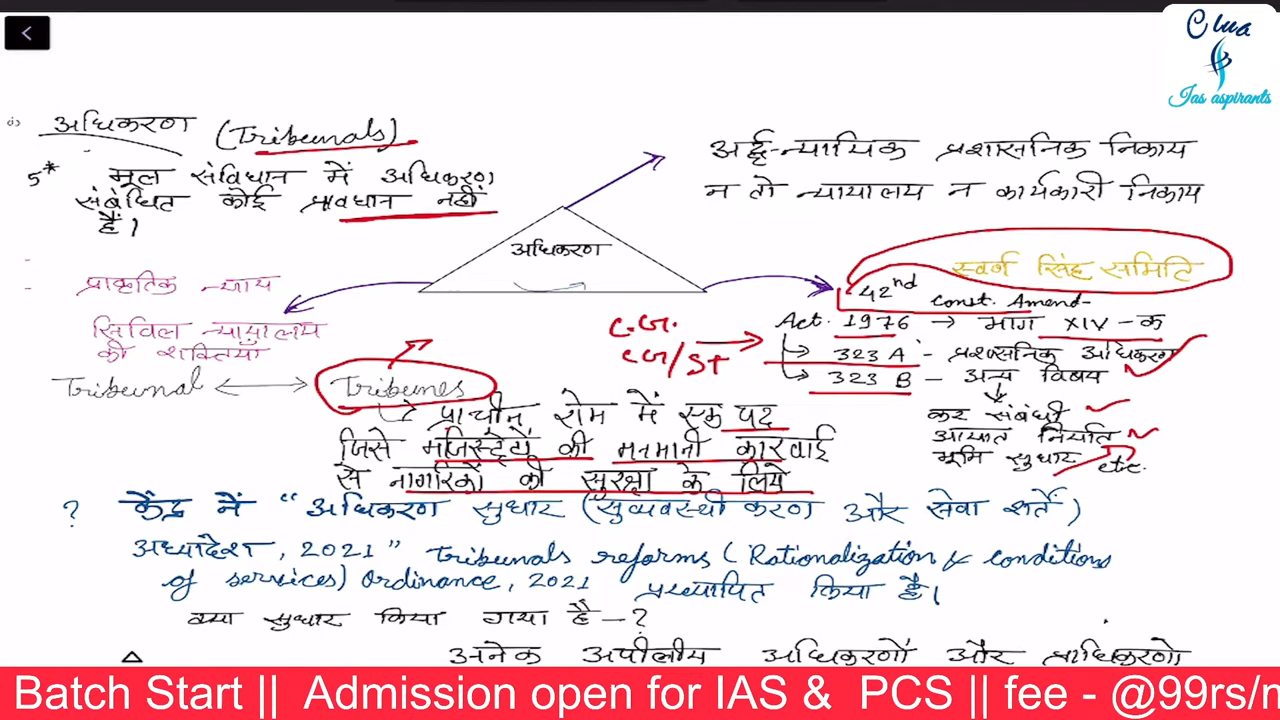 Clua
Ias aspirants
अधिकरण (Tribunals)
5* मूल संविधान में अधिकरण
संबंधित कोई प्रावधान नहीं
हैं।
अर्द्ध-न्यायिक प्रशासनिक निकाय
न तो न्यायालय न कार्यकारी निकाय
अधिकरण
प्राकृतिक न्याय
सिविल न्यायालय
की शक्तियाँ
स्वर्ण सिंह समिति
42nd Const. Amend-
Act. 1976 → भाग XIV-क
323 A - प्रशासनिक अधिकरण
323 B - अन्य विषय
कर संबंधी
आयात निर्यात
भूमि सुधार etc.
C.G.
CG/ST
Tribunal ↔ Tribunes
प्राचीन रोम में एक पद
जिसे मजिस्ट्रेटों की मनमानी कारवाई
से नागरिकों की सुरक्षा के लिये
? केंद्र ने “अधिकरण सुधार (सुव्यवस्थीकरण और सेवा शर्तें)
अध्यादेश, 2021” Tribunals reforms (Rationalization & conditions
of services) Ordinance, 2021 प्रख्यापित किया है।
क्या सुधार किया गया है -?
अनेक अपीलीय अधिकरणों और प्राधिकरणो
Batch Start || Admission open for IAS & PCS || fee - @99rs/